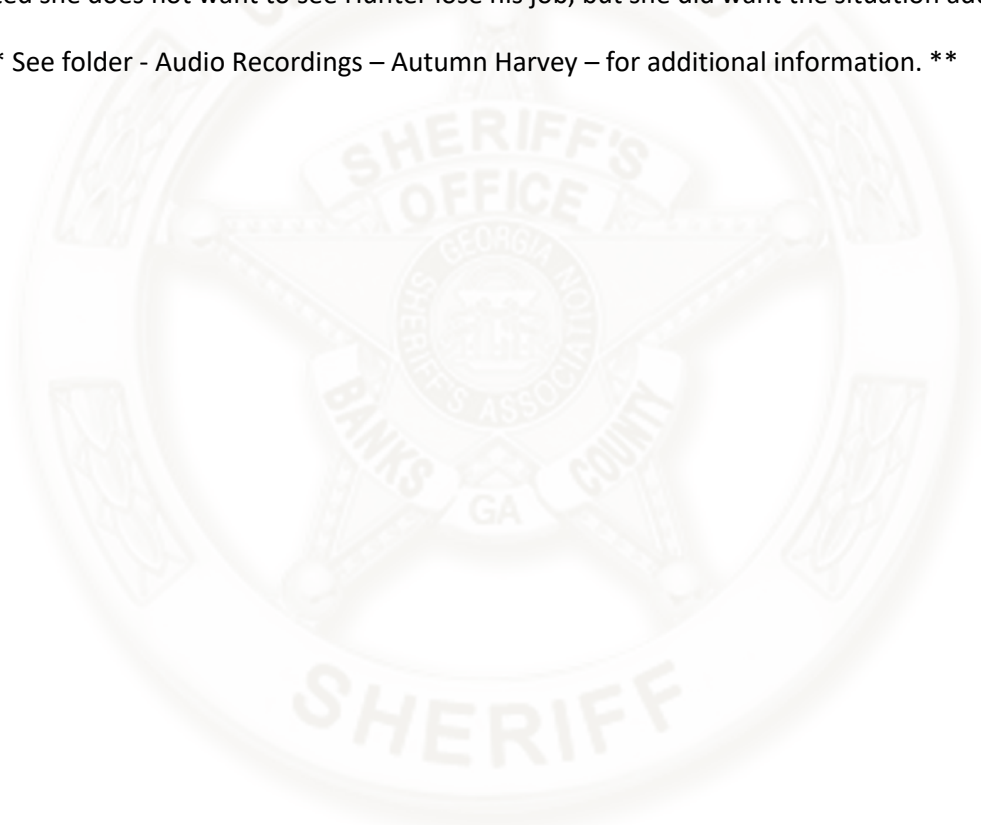 she does not want to see Hunter lose his job, but she did want the situation
* See folder - Audio Recordings – Autumn Harvey – for additional information. **
SHERIFF'S
OFFICE
GEORGIA
SHERIFF'S ASSOCIATION
BANKS
COUNTY
GA
SHERIFF